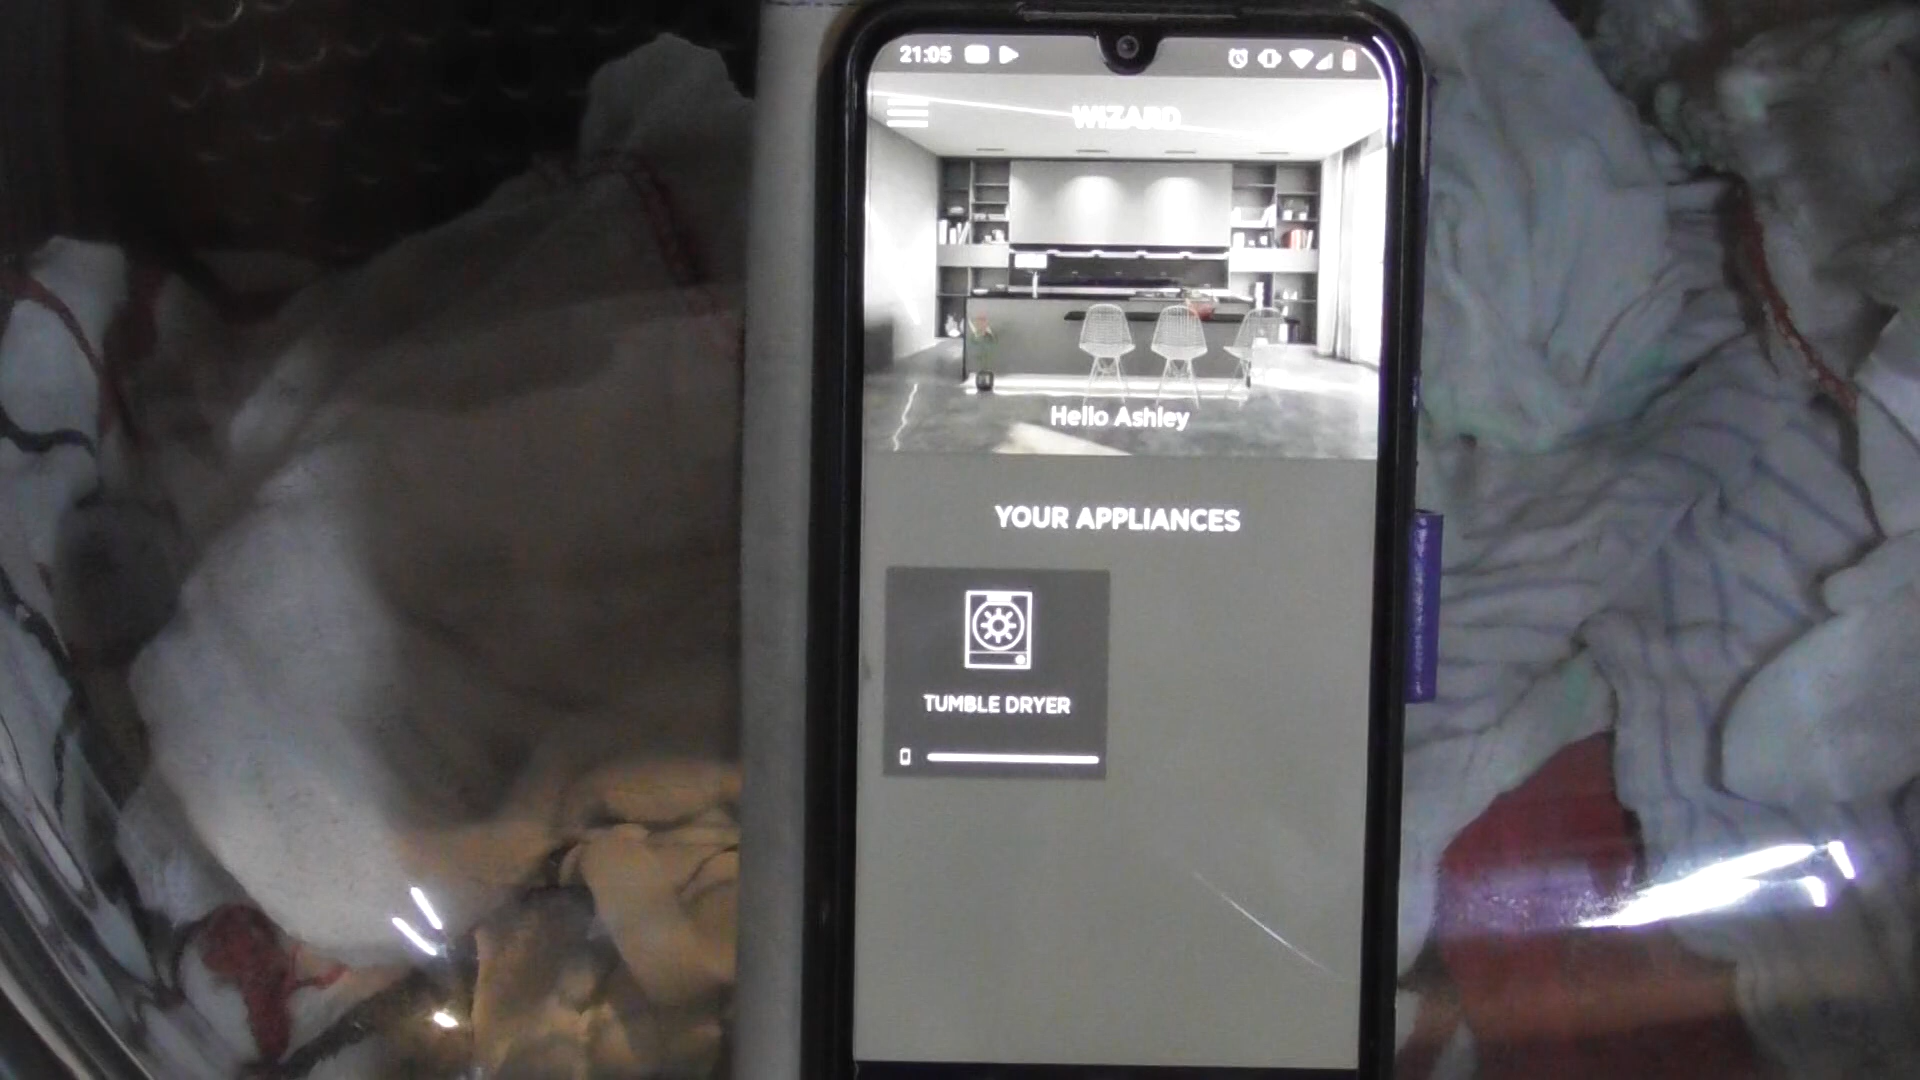 21:05
WIZARD
Hello Ashley
YOUR APPLIANCES
TUMBLE DRYER